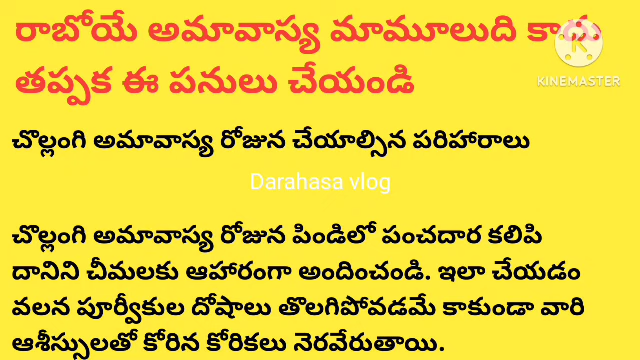 రాబోయే అమావాస్య మామూలుది కాదు
తప్పక ఈ పనులు చేయండి
KINEMASTER
చొల్లంగి అమావాస్య రోజున చేయాల్సిన పరిహారాలు
Darahasa vlog
చొల్లంగి అమావాస్య రోజున పిండిలో పంచదార కలిపి
దానిని చీమలకు ఆహారంగా అందించండి. ఇలా చేయడం
వలన పూర్వీకుల దోషాలు తొలగిపోవడమే కాకుండా వారి
ఆశీస్సులతో కోరిన కోరికలు నెరవేరుతాయి.